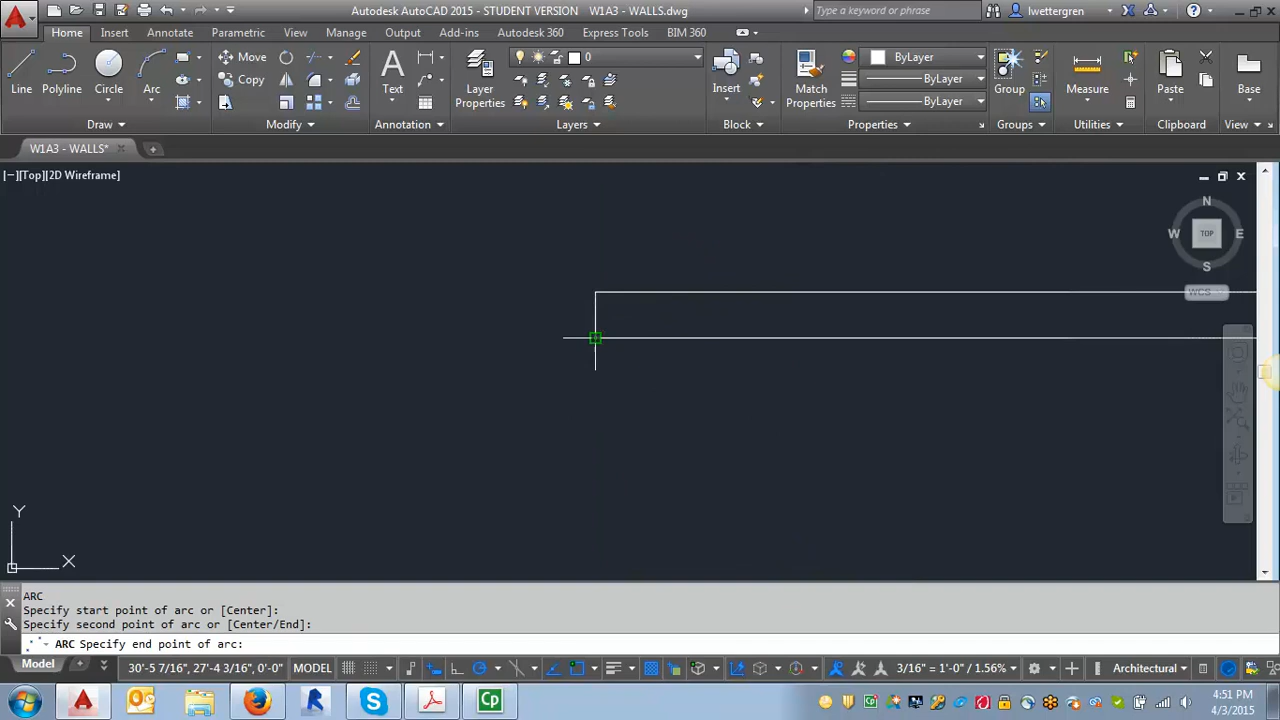 Autodesk AutoCAD 2015 - STUDENT VERSION W1A3 - WALLS.dwg
Type a keyword or phrase
lwettergren
Home Insert Annotate Parametric View Manage Output Add-ins Autodesk 360 Express Tools BIM 360
Line Polyline Circle Arc
Move
Copy
Text
Layer
Properties
0
Insert
Match
Properties
ByLayer
ByLayer
ByLayer
Group
Measure
Paste
Base
Draw Modify Annotation Layers Block Properties Groups Utilities Clipboard View
W1A3 - WALLS*
[−][Top][2D Wireframe]
N
W TOP E
S
WCS
Y
X
ARC
Specify start point of arc or [Center]:
Specify second point of arc or [Center/End]:
ARC Specify end point of arc:
Model
30'-5 7/16", 27'-4 3/16", 0'-0" MODEL 3/16" = 1'-0" / 1.56% Architectural
Cp
4:51 PM
4/3/2015